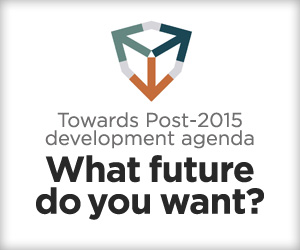 Towards Post-2015
development agenda
What future
do you want?